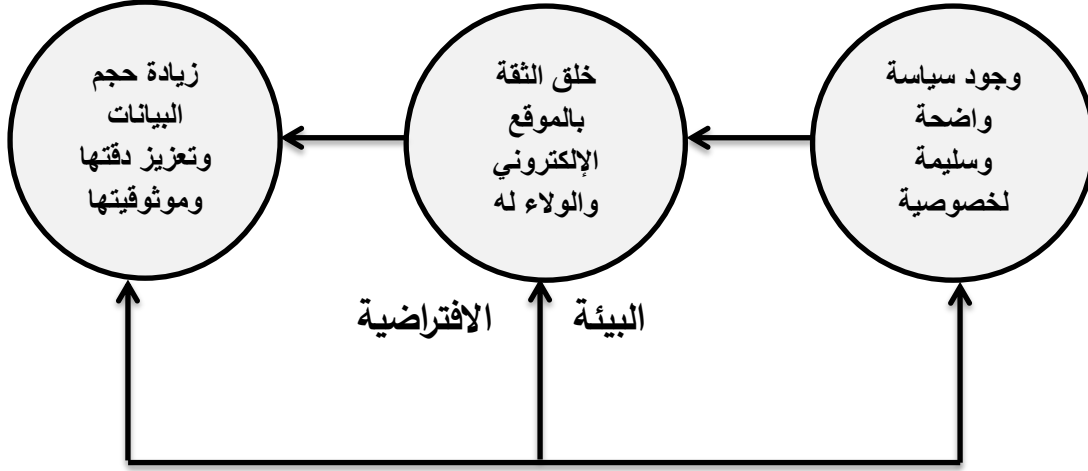 وجود سياسة
واضحة
وسليمة
لخصوصية
خلق الثقة
بالموقع
الإلكتروني
والولاء له
زيادة حجم
البيانات
وتعزيز دقتها
وموثوقيتها
البيئة الافتراضية